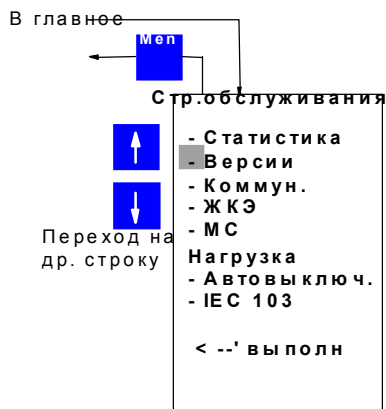 В главное
Men
Стр.обслуживания
- Статистика
- Версии
- Коммун.
- ЖКЭ
- МС
Нагрузка
- Автовыключ.
- IEC 103
< --' выполн
Переход на
др. строку